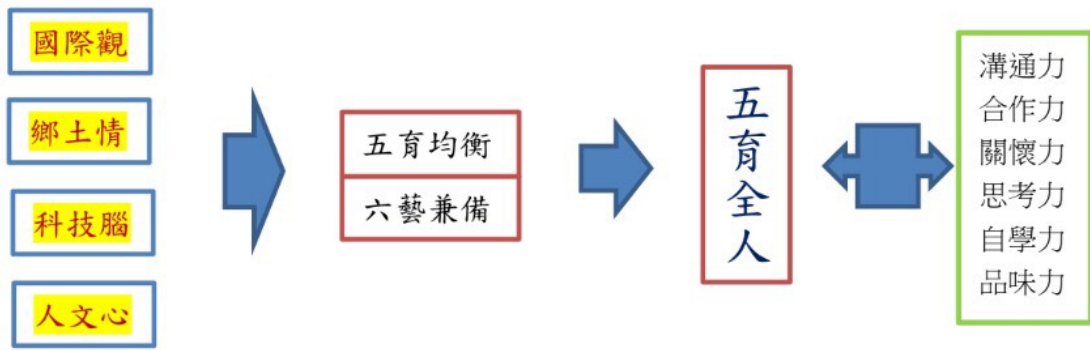 國際觀
鄉土情
科技腦
人文心
五育均衡
六藝兼備
五育全人
溝通力
合作力
關懷力
思考力
自學力
品味力